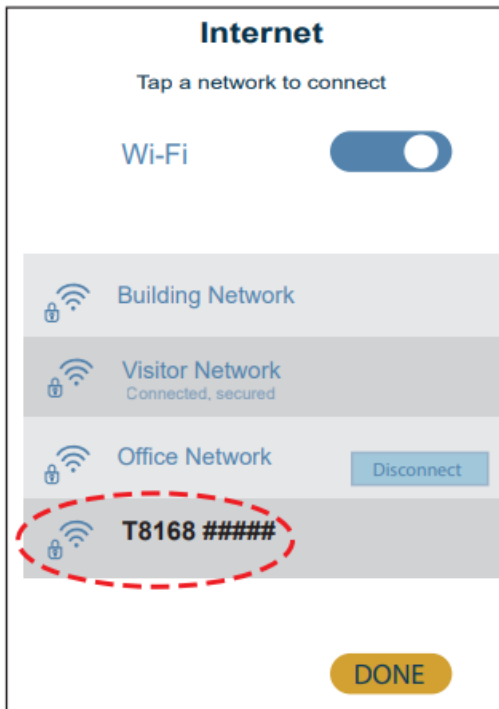 Internet
Tap a network to connect
Wi-Fi
Building Network
Visitor Network
Connected, secured
Office Network
Disconnect
T8168 #####
DONE